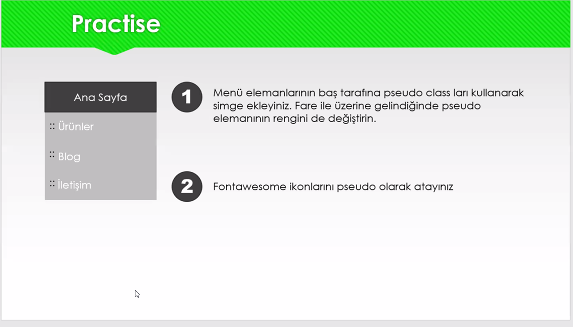 Practise
Ana Sayfa
:: Ürünler
:: Blog
:: İletişim
1
Menü elemanlarının baş tarafına pseudo class ları kullanarak
simge ekleyiniz. Fare ile üzerine gelindiğinde pseudo
elemanının rengini de değiştirin.
2
Fontawesome ikonlarını pseudo olarak atayınız